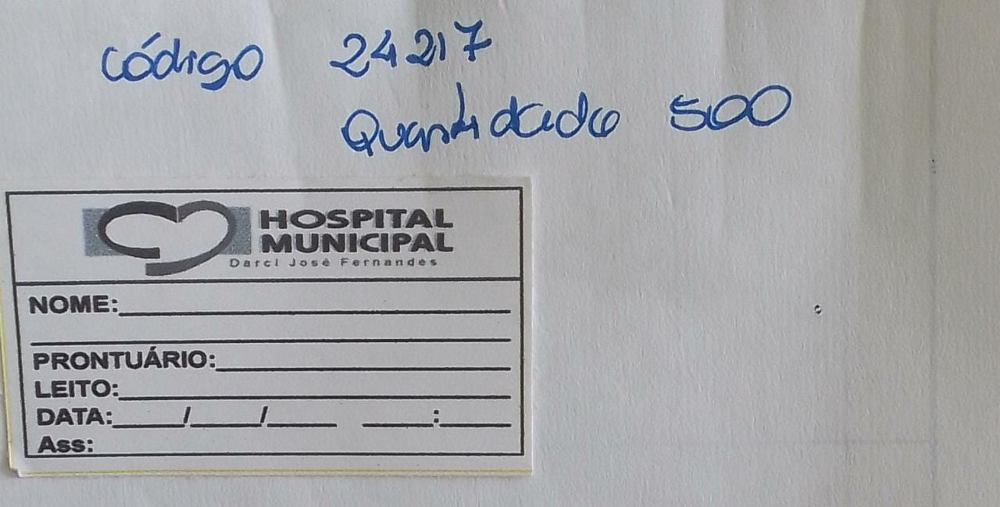 código 24217
Quantidade 500
HOSPITAL
MUNICIPAL
Darci José Fernandes
NOME:
PRONTUÁRIO:
LEITO:
DATA: / / :
Ass: